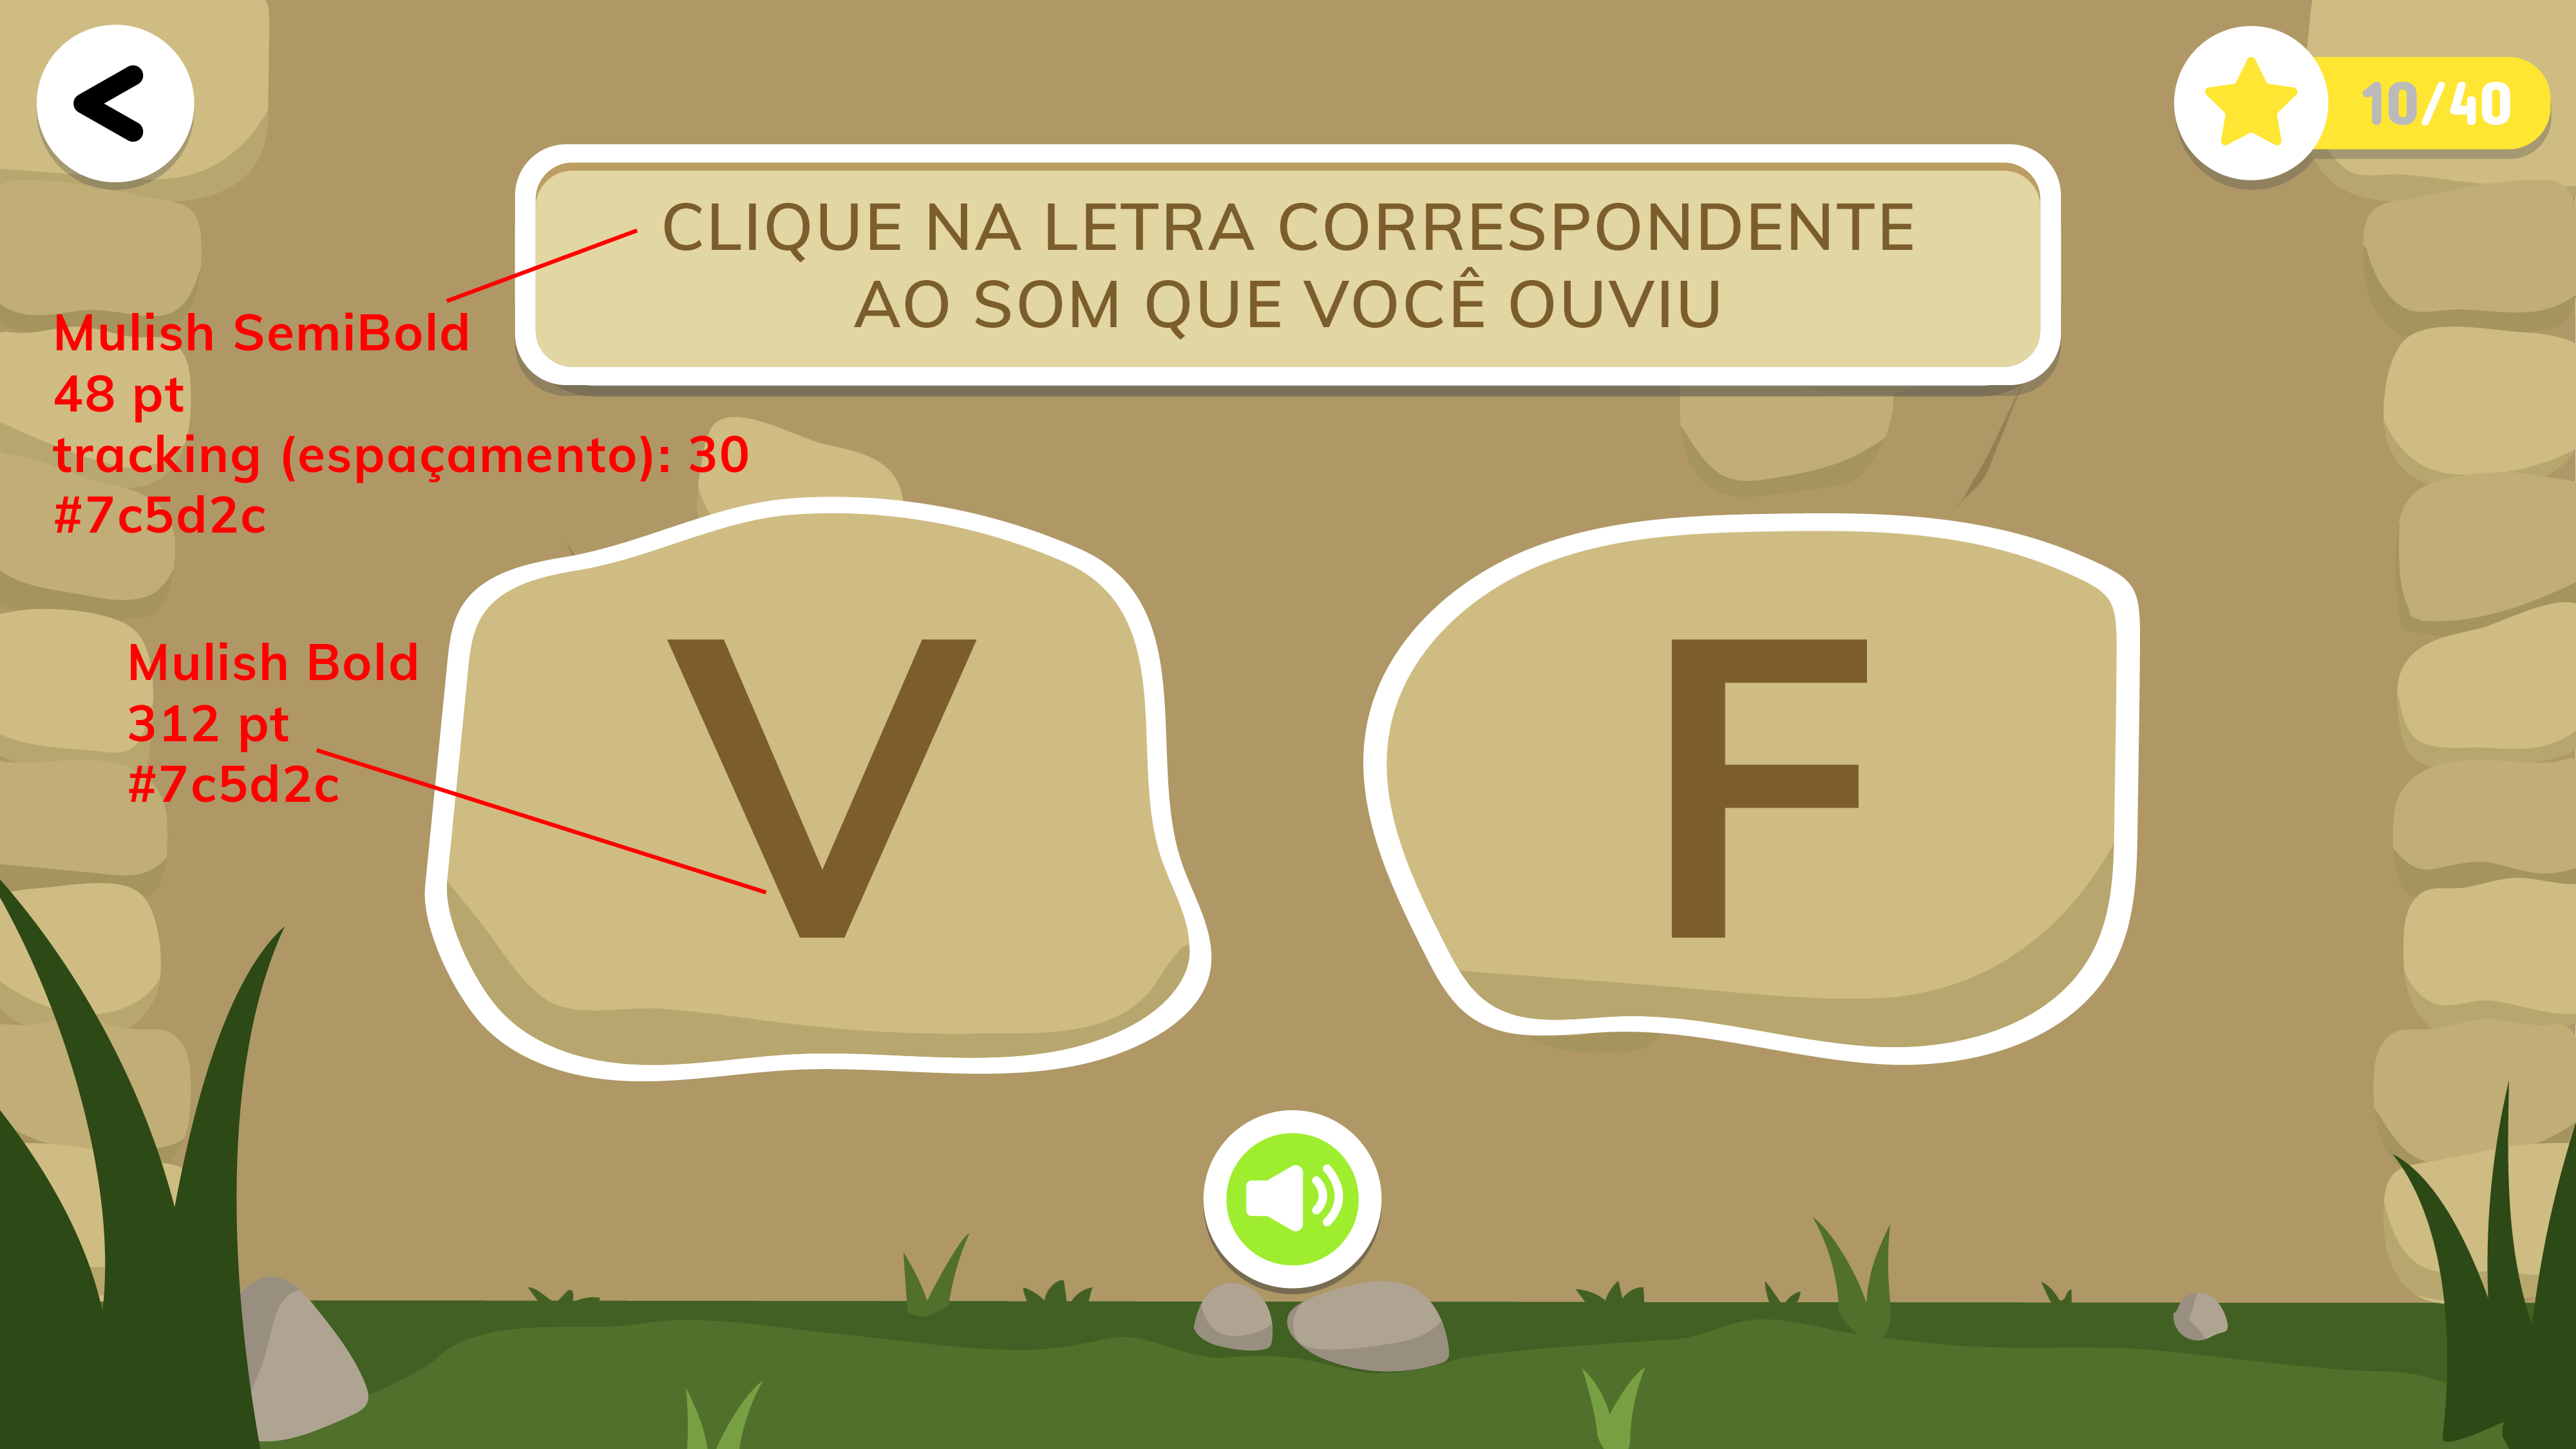 10/40
CLIQUE NA LETRA CORRESPONDENTE
AO SOM QUE VOCÊ OUVIU
Mulish SemiBold
48 pt
tracking (espaçamento): 30
#7c5d2c
Mulish Bold
312 pt
#7c5d2c
V
F